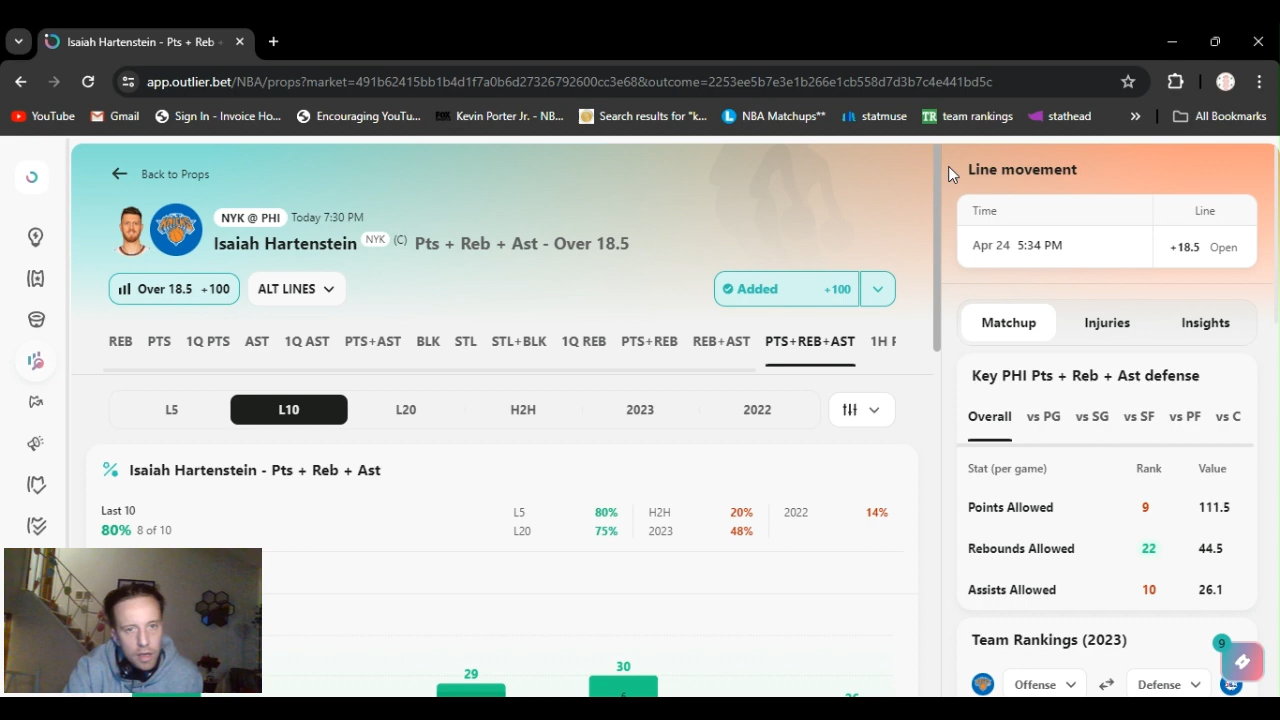 Isaiah Hartenstein - Pts + Reb +
app.outlier.bet/NBA/props?market=491b62415bb1b4d1f7a0b6d27326792600cc3e68&outcome=2253ee5b7e3e1b266e1cb558d7d3b7c4e441bd5c
YouTube Gmail Sign In - Invoice Ho... Encouraging YouTu... Kevin Porter Jr. - NB... Search results for "k... NBA Matchups** statmuse TR team rankings stathead » All Bookmarks
Back to Props
NYK @ PHI Today 7:30 PM
Isaiah Hartenstein NYK (C) Pts + Reb + Ast - Over 18.5
Over 18.5 +100 ALT LINES Added +100
REB PTS 1Q PTS AST 1Q AST PTS+AST BLK STL STL+BLK 1Q REB PTS+REB REB+AST PTS+REB+AST 1H F
L5 L10 L20 H2H 2023 2022
% Isaiah Hartenstein - Pts + Reb + Ast
Last 10
80% 8 of 10
L5 80% H2H 20% 2022 14%
L20 75% 2023 48%
29
30
6
Line movement
Time Line
Apr 24 5:34 PM +18.5 Open
Matchup Injuries Insights
Key PHI Pts + Reb + Ast defense
Overall vs PG vs SG vs SF vs PF vs C
Stat (per game) Rank Value
Points Allowed 9 111.5
Rebounds Allowed 22 44.5
Assists Allowed 10 26.1
Team Rankings (2023)
9
Offense Defense